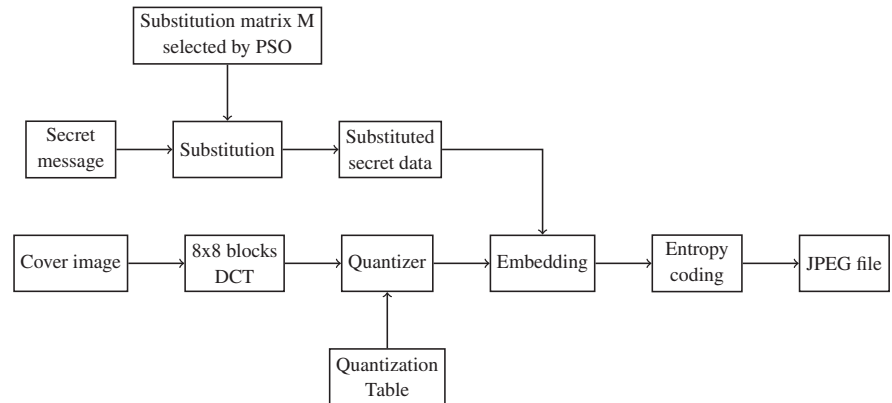 Substitution matrix M
selected by PSO
Secret
message
Substitution
Substituted
secret data
Cover image
8x8 blocks
DCT
Quantizer
Embedding
Entropy
coding
JPEG file
Quantization
Table